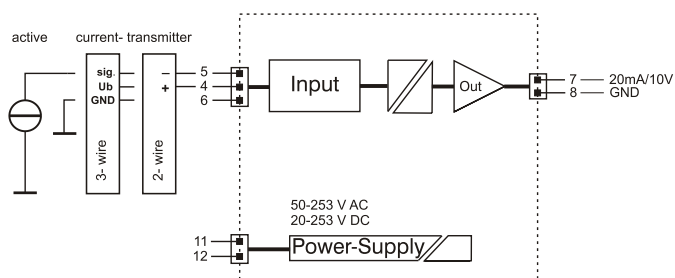 active
current- transmitter
sig.
Ub
GND
3- wire
–
+
2- wire
5
4
6
Input
Out
7
20mA/10V
8
GND
50-253 V AC
20-253 V DC
11
12
Power-Supply